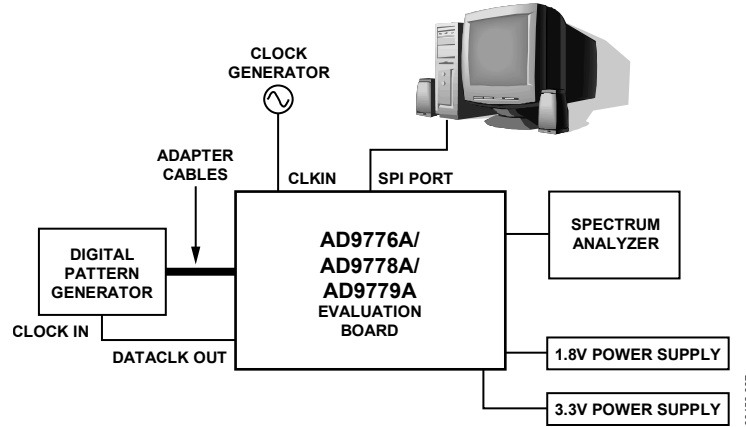 CLOCK
GENERATOR
ADAPTER
CABLES
CLKIN
SPI PORT
DIGITAL
PATTERN
GENERATOR
CLOCK IN
DATACLK OUT
AD9776A/
AD9778A/
AD9779A
EVALUATION
BOARD
SPECTRUM
ANALYZER
1.8V POWER SUPPLY
3.3V POWER SUPPLY